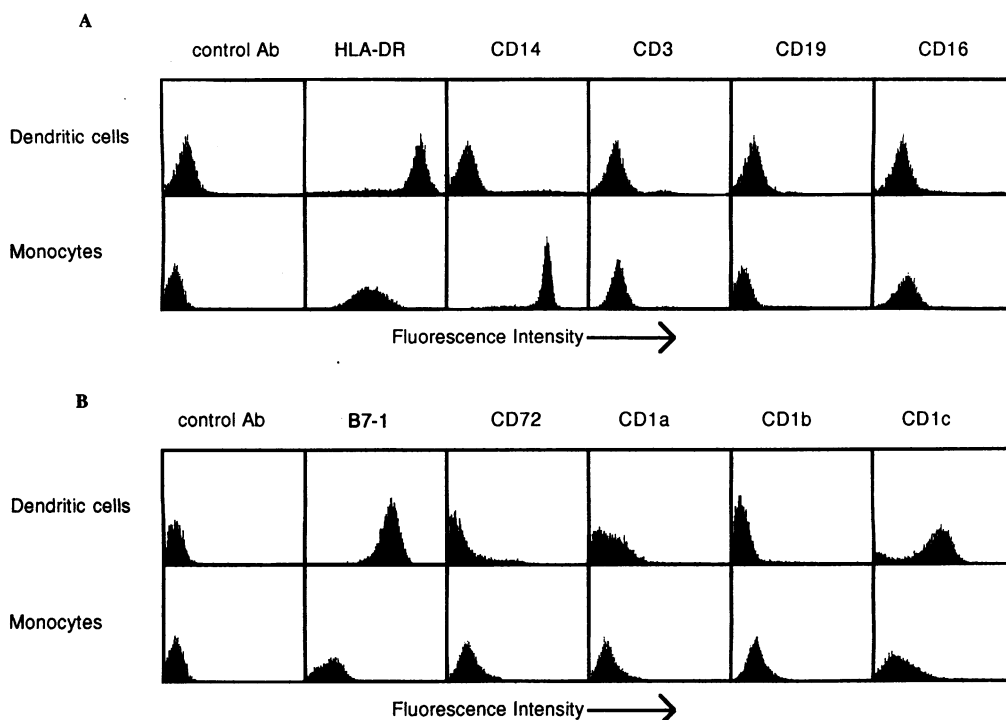 A
control Ab HLA-DR CD14 CD3 CD19 CD16
Dendritic cells
Monocytes
Fluorescence Intensity
B
control Ab B7-1 CD72 CD1a CD1b CD1c
Dendritic cells
Monocytes
Fluorescence Intensity